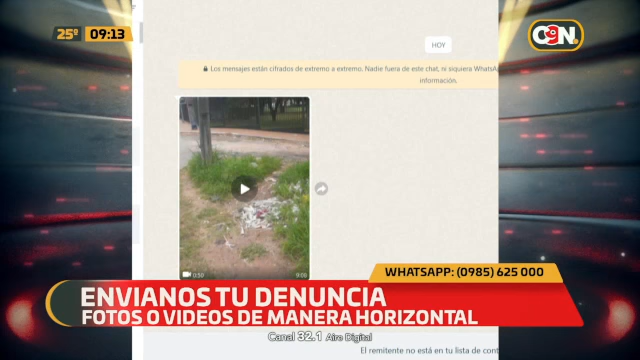 25º 09:13
C9N
HOY
Los mensajes están cifrados de extremo a extremo. Nadie fuera de este chat, ni siquiera WhatsA
información.
0:50
9:09
WHATSAPP: (0985) 625 000
ENVIANOS TU DENUNCIA
FOTOS O VIDEOS DE MANERA HORIZONTAL
Canal 32.1 Aire Digital
El remitente no está en tu lista de cont